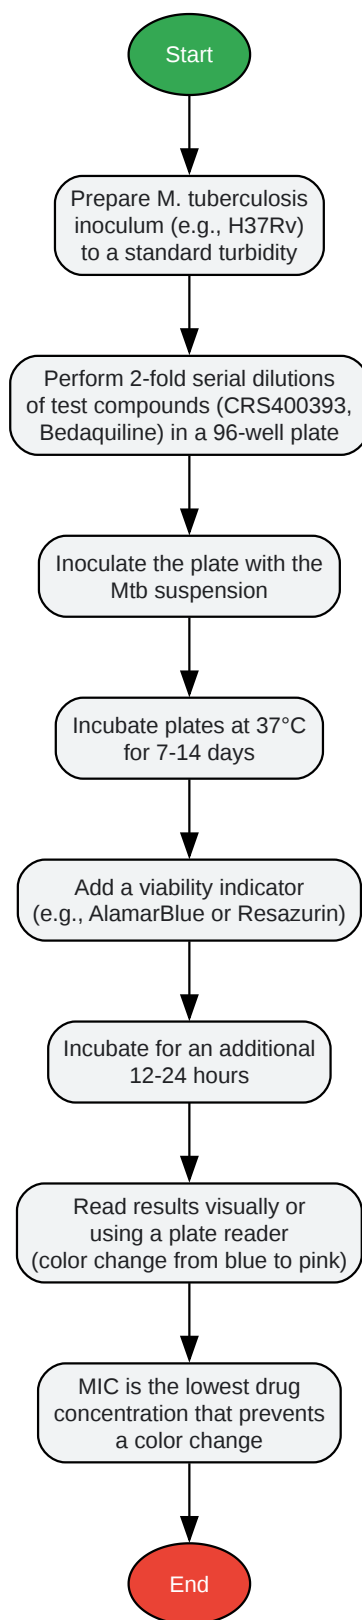 Start
Prepare M. tuberculosis
inoculum (e.g., H37Rv)
to a standard turbidity
Perform 2-fold serial dilutions
of test compounds (CRS400393,
Bedaquiline) in a 96-well plate
Inoculate the plate with the
Mtb suspension
Incubate plates at 37°C
for 7-14 days
Add a viability indicator
(e.g., AlamarBlue or Resazurin)
Incubate for an additional
12-24 hours
Read results visually or
using a plate reader
(color change from blue to pink)
MIC is the lowest drug
concentration that prevents
a color change
End